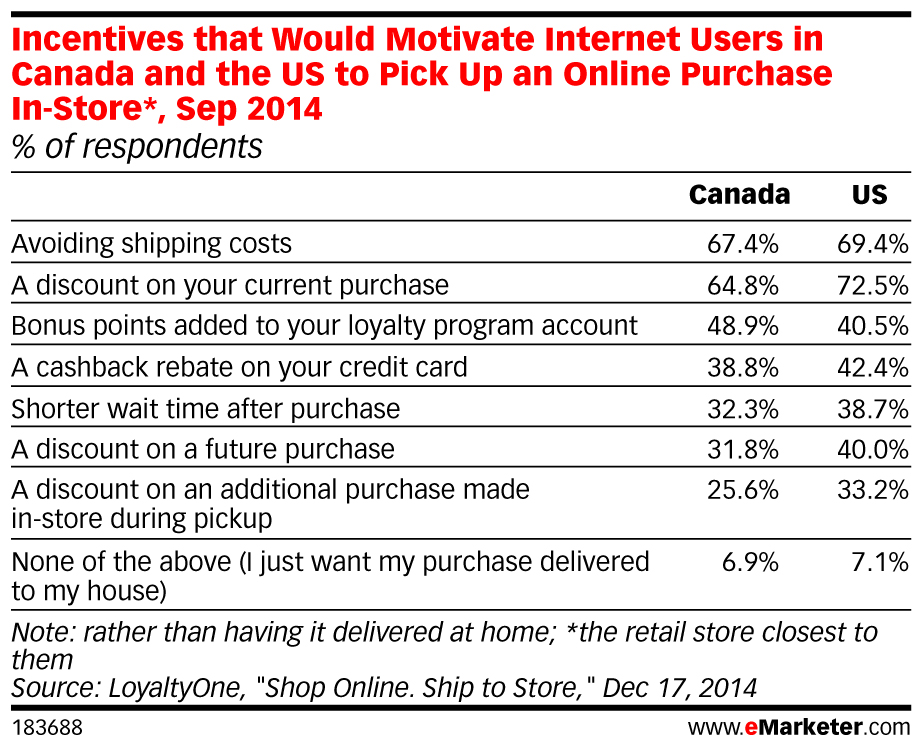 Incentives that Would Motivate Internet Users in
Canada and the US to Pick Up an Online Purchase
In-Store*, Sep 2014
% of respondents
Canada US
Avoiding shipping costs 67.4% 69.4%
A discount on your current purchase 64.8% 72.5%
Bonus points added to your loyalty program account 48.9% 40.5%
A cashback rebate on your credit card 38.8% 42.4%
Shorter wait time after purchase 32.3% 38.7%
A discount on a future purchase 31.8% 40.0%
A discount on an additional purchase made 25.6% 33.2%
in-store during pickup
None of the above (I just want my purchase delivered 6.9% 7.1%
to my house)
Note: rather than having it delivered at home; *the retail store closest to
them
Source: LoyaltyOne, "Shop Online. Ship to Store," Dec 17, 2014
183688 www.eMarketer.com